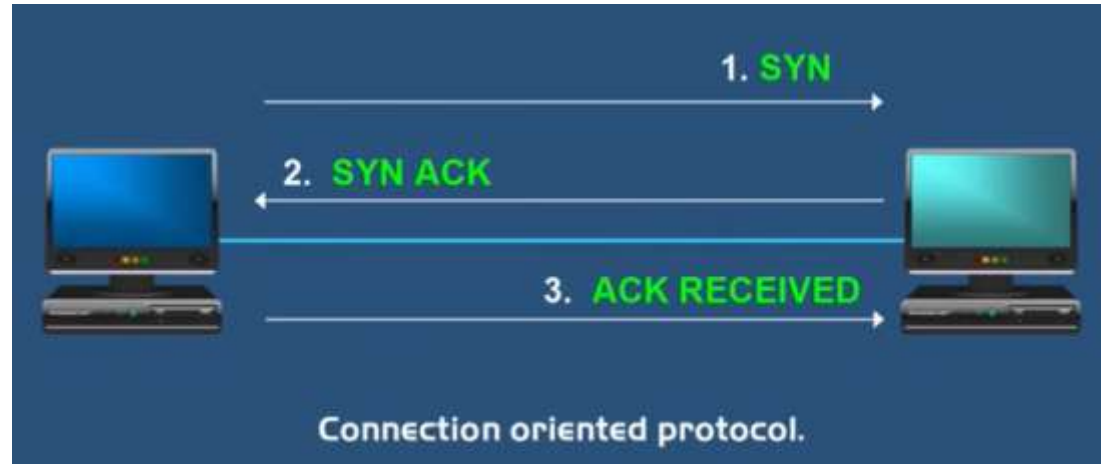 1. SYN
2. SYN ACK
3. ACK RECEIVED
Connection oriented protocol.